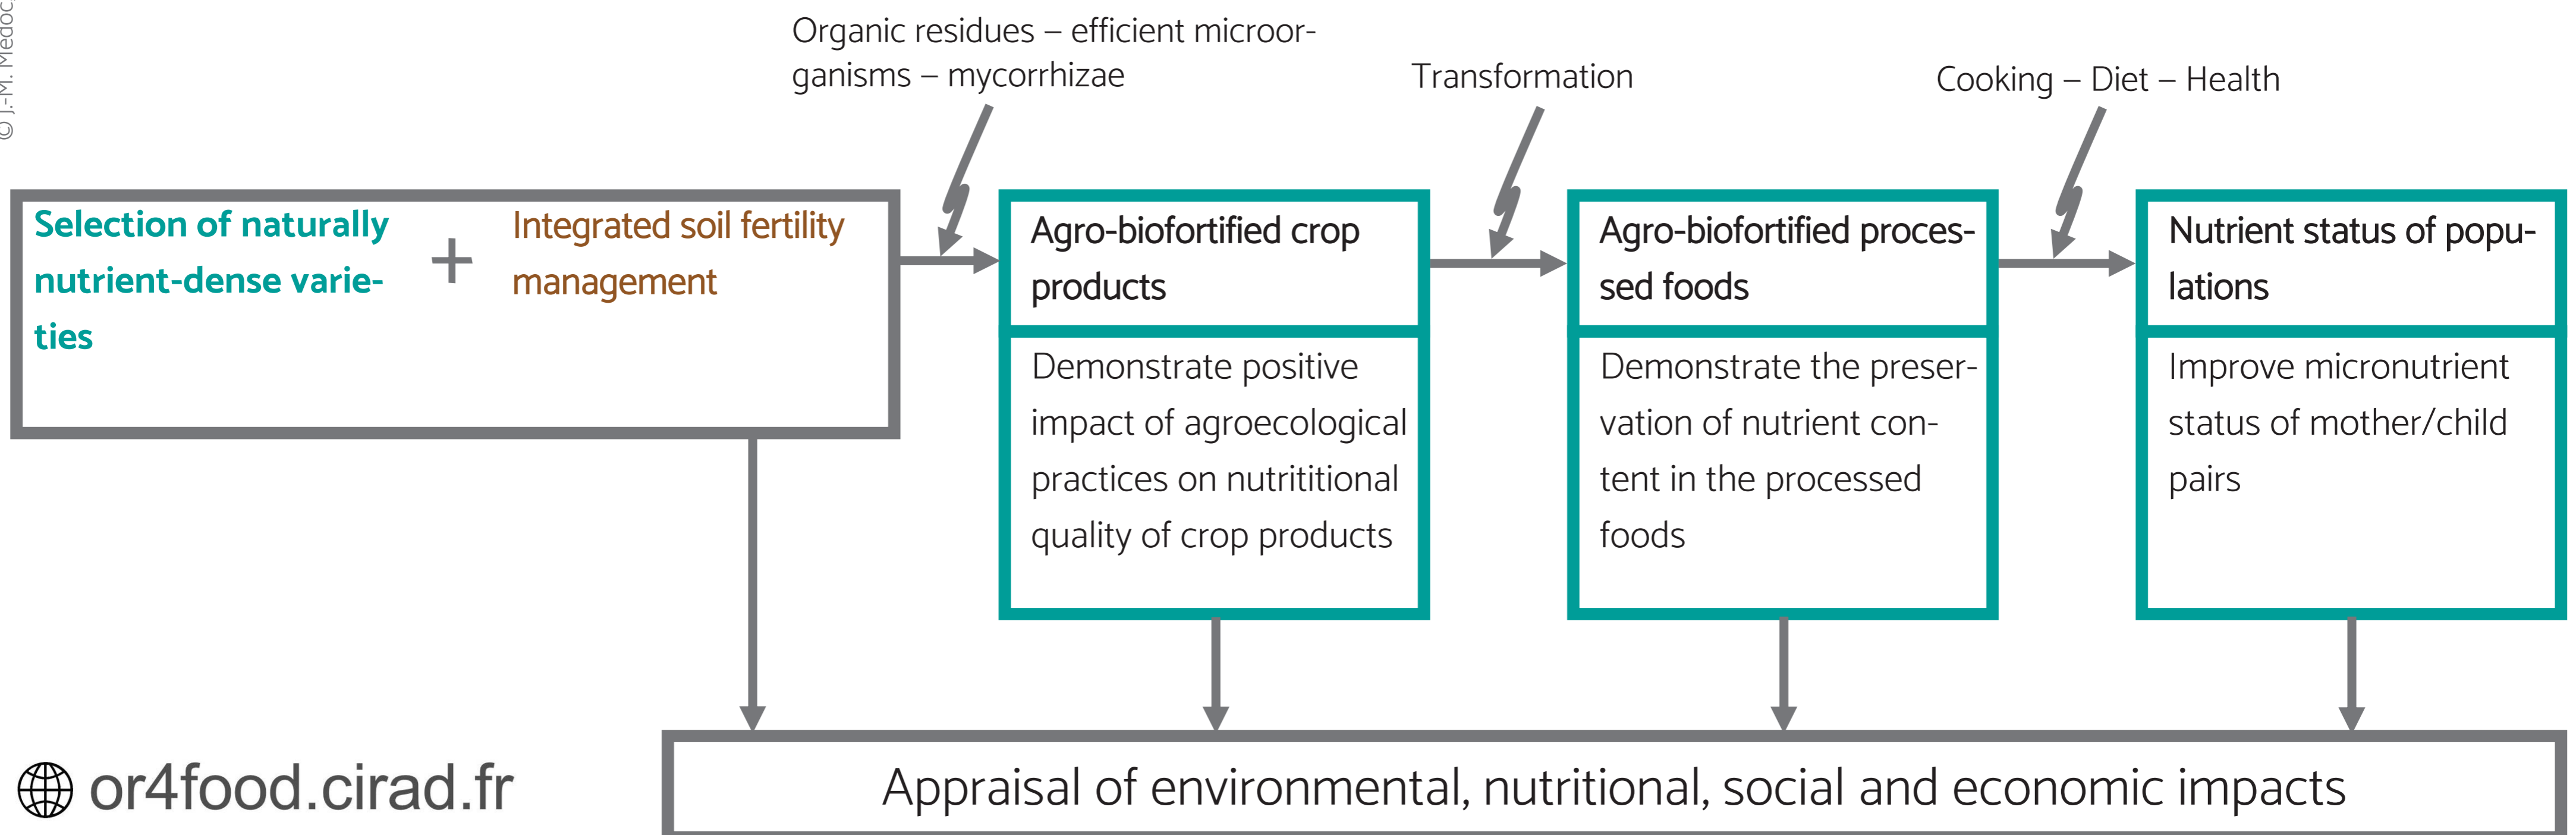 © J.-M. Medoc
Organic residues – efficient microor-
ganisms – mycorrhizae
Transformation
Cooking – Diet – Health
Selection of naturally
nutrient-dense varie-
ties
+
Integrated soil fertility
management
Agro-biofortified crop
products
Demonstrate positive
impact of agroecological
practices on nutrititional
quality of crop products
Agro-biofortified proces-
sed foods
Demonstrate the preser-
vation of nutrient con-
tent in the processed
foods
Nutrient status of popu-
lations
Improve micronutrient
status of mother/child
pairs
or4food.cirad.fr
Appraisal of environmental, nutritional, social and economic impacts